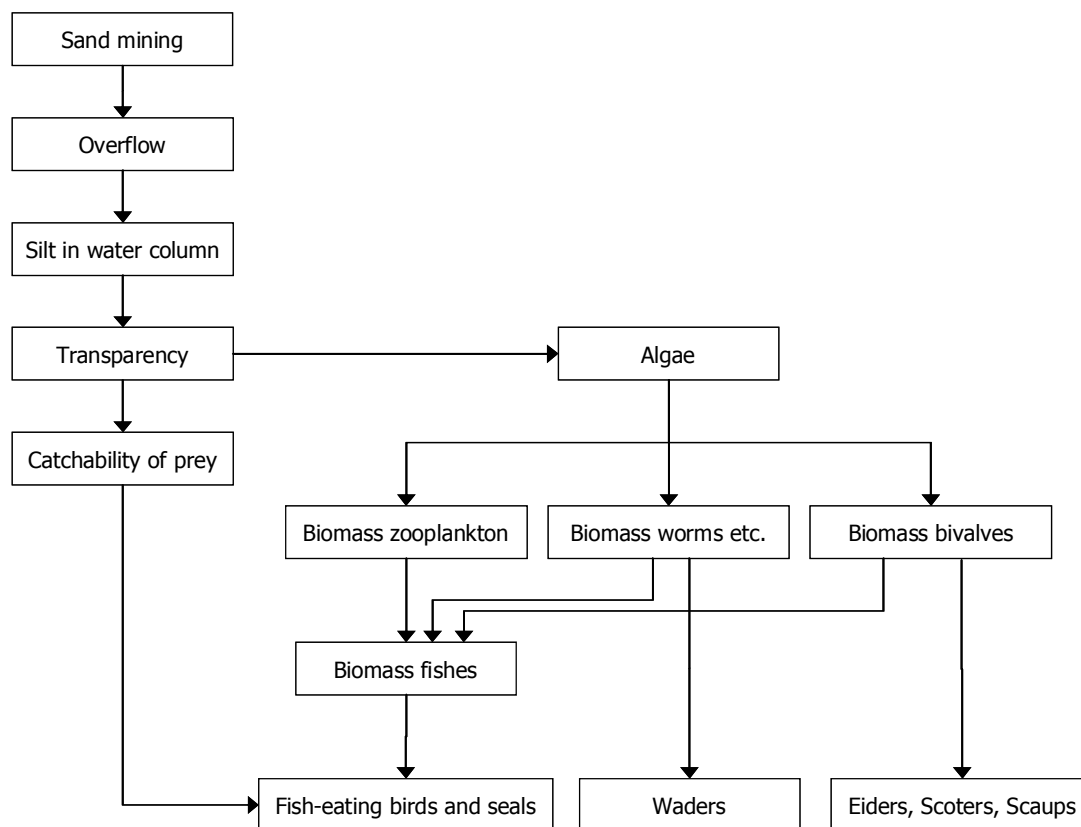 Sand mining
Overflow
Silt in water column
Transparency
Algae
Catchability of prey
Biomass zooplankton
Biomass worms etc.
Biomass bivalves
Biomass fishes
Fish-eating birds and seals
Waders
Eiders, Scoters, Scaups